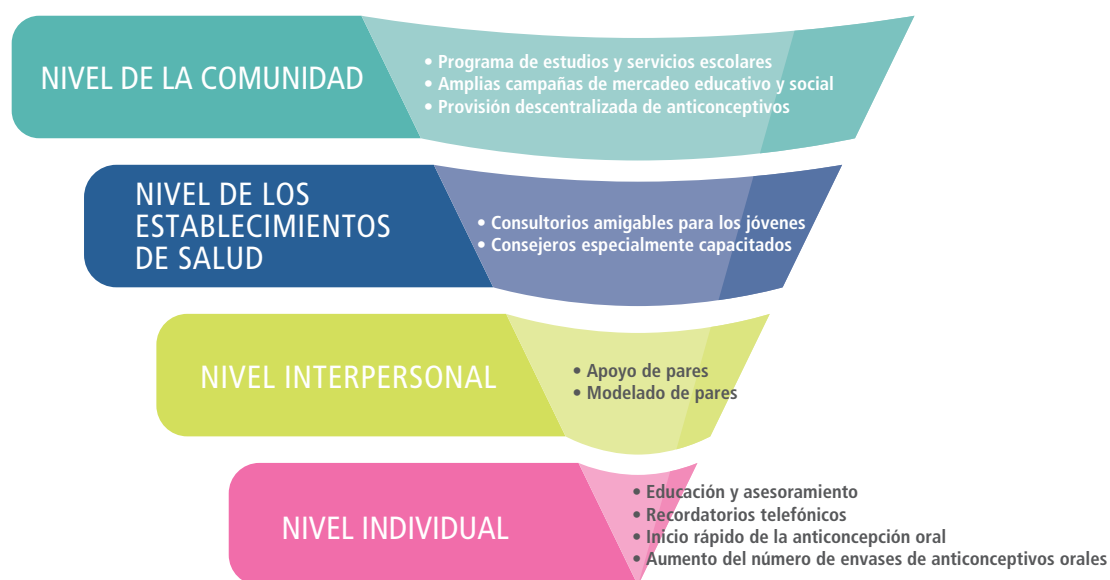 NIVEL DE LA COMUNIDAD
• Programa de estudios y servicios escolares
• Amplias campañas de mercadeo educativo y social
• Provisión descentralizada de anticonceptivos
NIVEL DE LOS
ESTABLECIMIENTOS
DE SALUD
• Consultorios amigables para los jóvenes
• Consejeros especialmente capacitados
NIVEL INTERPERSONAL
• Apoyo de pares
• Modelado de pares
NIVEL INDIVIDUAL
• Educación y asesoramiento
• Recordatorios telefónicos
• Inicio rápido de la anticoncepción oral
• Aumento del número de envases de anticonceptivos orales